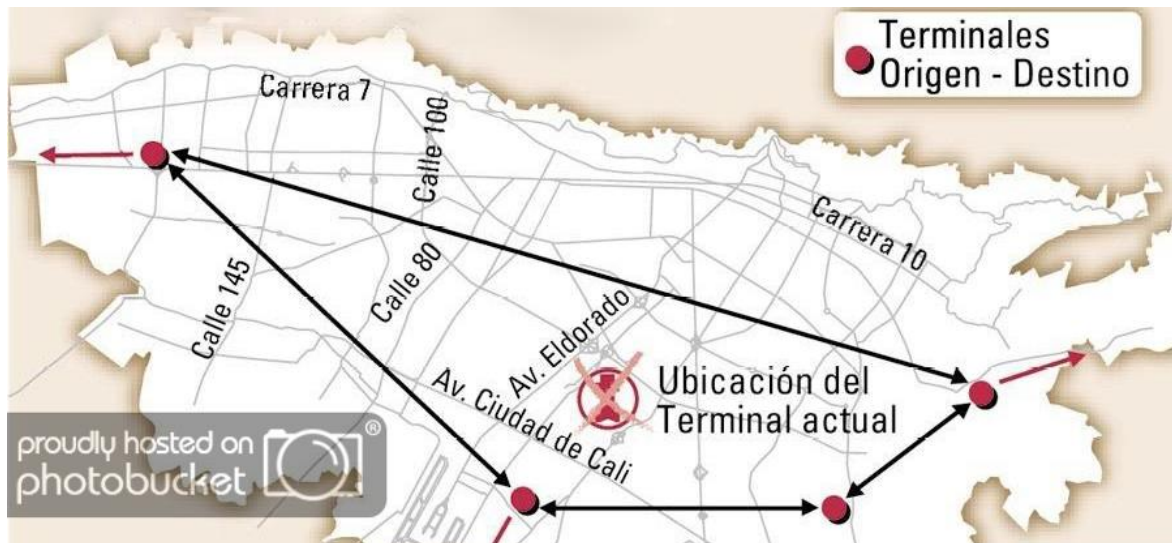 Terminales
Origen - Destino
Carrera 7
Calle 100
Carrera 10
Calle 145
Calle 80
Av. Eldorado
Av. Ciudad de Cali
Ubicación del
Terminal actual
proudly hosted on
photobucket
®